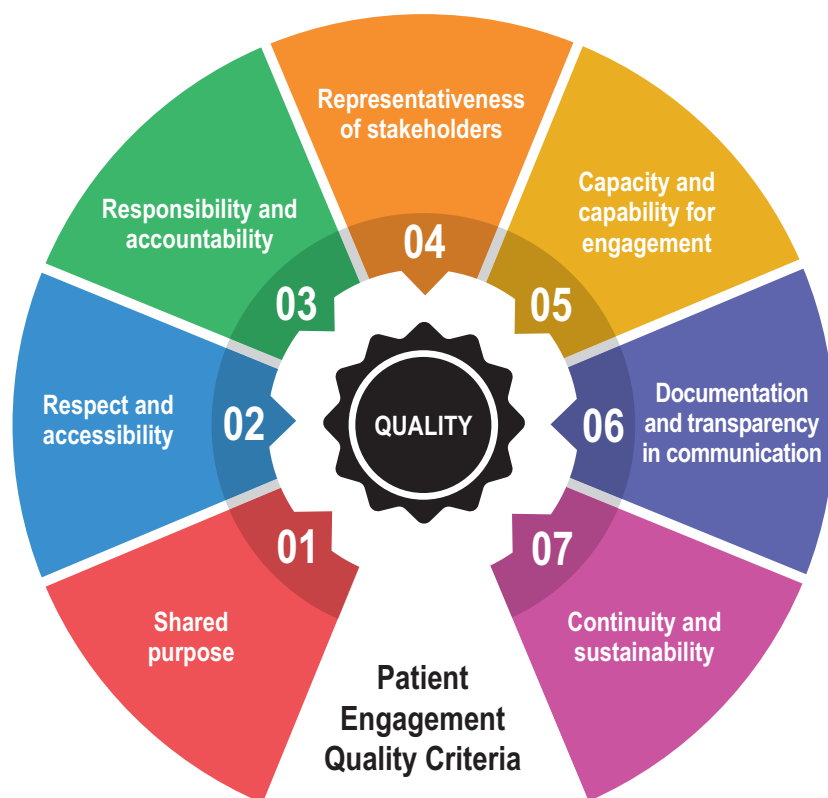 01
Shared
purpose
02
Respect and
accessibility
03
Responsibility and
accountability
04
Representativeness
of stakeholders
05
Capacity and
capability for
engagement
06
Documentation
and transparency
in communication
07
Continuity and
sustainability
QUALITY
Patient
Engagement
Quality Criteria